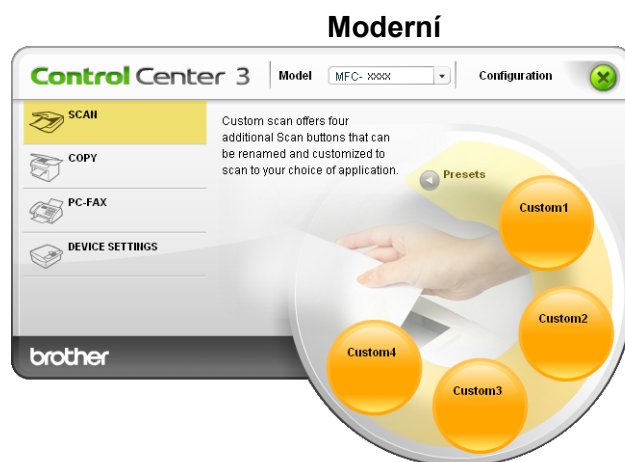 Moderní
Control Center 3
Model
MFC- XXXX
Configuration
SCAN
COPY
PC-FAX
DEVICE SETTINGS
Custom scan offers four
additional Scan buttons that can
be renamed and customized to
scan to your choice of application.
Presets
Custom1
Custom2
Custom3
Custom4
brother